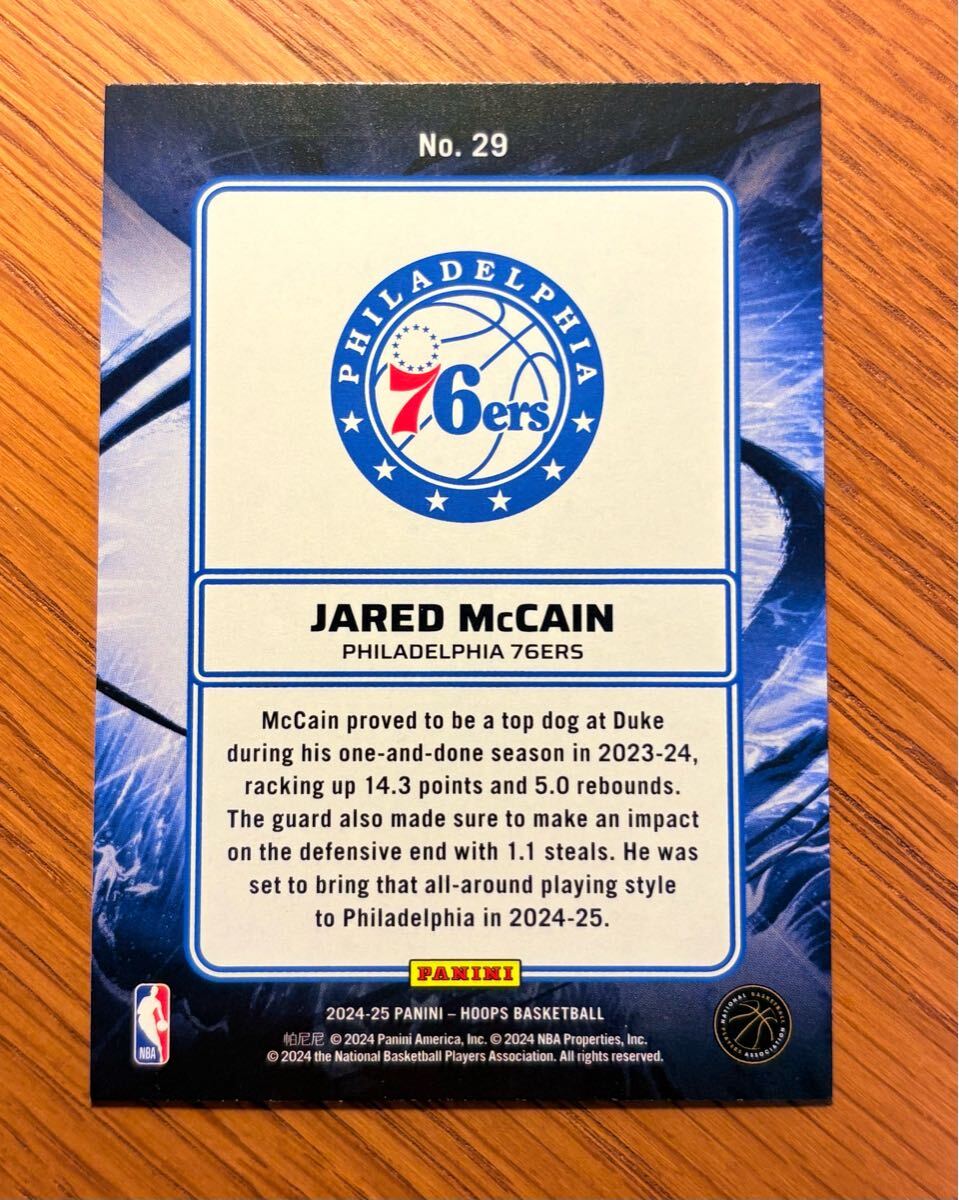 No. 29
PHILADELPHIA
76ers
JARED McCAIN
PHILADELPHIA 76ERS
McCain proved to be a top dog at Duke
during his one-and-done season in 2023-24,
racking up 14.3 points and 5.0 rebounds.
The guard also made sure to make an impact
on the defensive end with 1.1 steals. He was
set to bring that all-around playing style
to Philadelphia in 2024-25.
PANINI
2024-25 PANINI – HOOPS BASKETBALL
帕尼尼 © 2024 Panini America, Inc. © 2024 NBA Properties, Inc.
© 2024 the National Basketball Players Association. All rights reserved.
NBA
NATIONAL BASKETBALL
PLAYERS ASSOCIATION